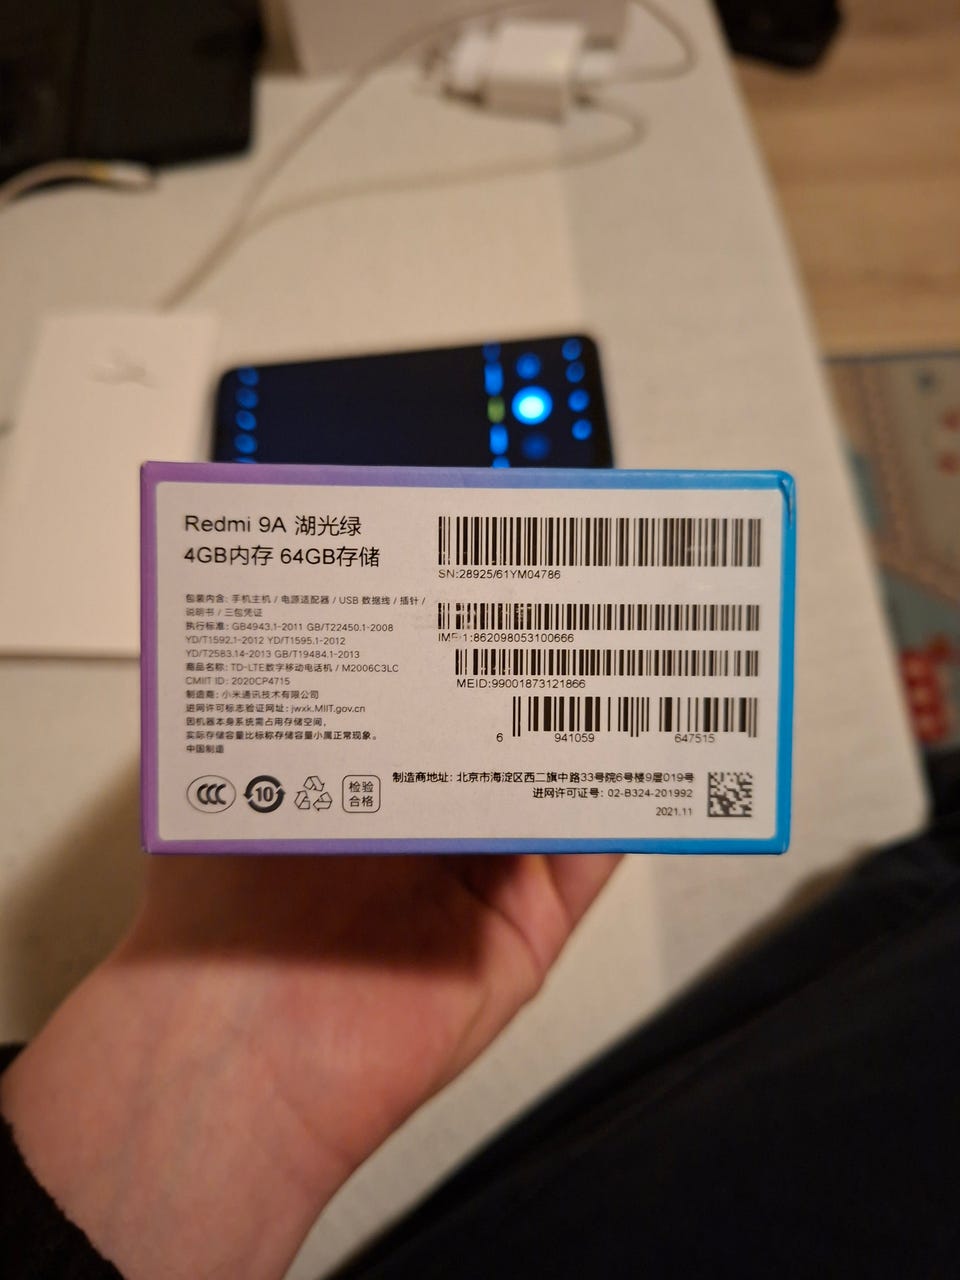 Redmi 9A 湖光绿
4GB内存 64GB存储
包装内含: 手机主机 / 电源适配器 / USB 数据线 / 插针 /
说明书 / 三包凭证
执行标准: GB4943.1-2011 GB/T22450.1-2008
YD/T1592.1-2012 YD/T1595.1-2012
YD/T2583.14-2013 GB/T19484.1-2013
商品名称: TD-LTE数字移动电话机 / M2006C3LC
CMIIT ID: 2020CP4715
制造商: 小米通讯技术有限公司
进网许可标志验证网址: jwxk.MIIT.gov.cn
因机器本身系统需占用存储空间,
实际存储容量比标称存储容量小属正常现象。
中国制造
SN:28925/61YM04786
IMEI1:862098053100666
MEID:99001873121866
6 941059 647515
CCC
10
检验
合格
制造商地址: 北京市海淀区西二旗中路33号院6号楼9层019号
进网许可证号: 02-B324-201992
2021.11